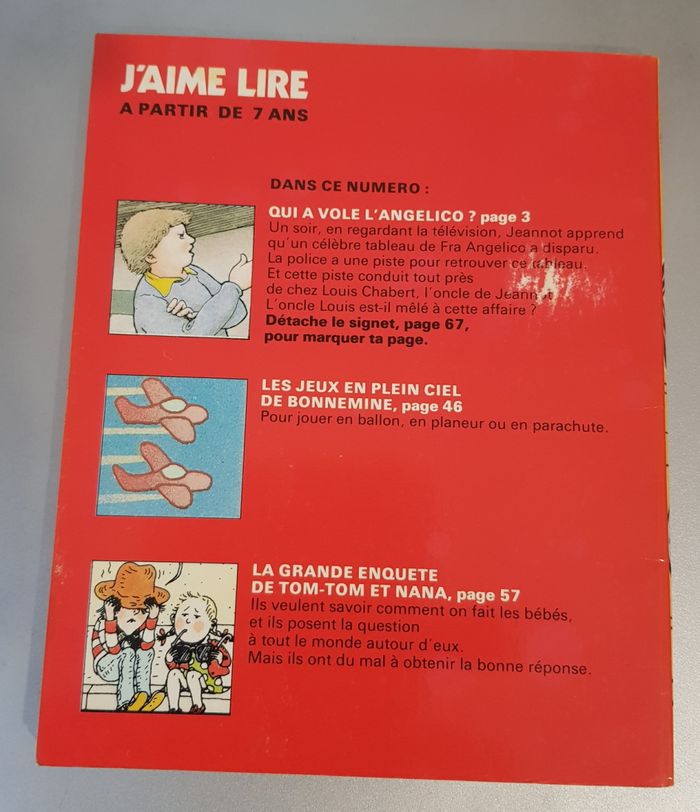 J'AIME LIRE
A PARTIR DE 7 ANS
DANS CE NUMERO :
QUI A VOLE L'ANGELICO ? page 3
Un soir, en regardant la télévision, Jeannot apprend
qu'un célèbre tableau de Fra Angelico a disparu.
La police a une piste pour retrouver ce tableau.
Et cette piste conduit tout près
de chez Louis Chabert, l'oncle de Jeannot.
L'oncle Louis est-il mêlé à cette affaire ?
Détache le signet, page 67,
pour marquer ta page.
LES JEUX EN PLEIN CIEL
DE BONNEMINE, page 46
Pour jouer en ballon, en planeur ou en parachute.
LA GRANDE ENQUETE
DE TOM-TOM ET NANA, page 57
Ils veulent savoir comment on fait les bébés,
et ils posent la question
à tout le monde autour d'eux.
Mais ils ont du mal à obtenir la bonne réponse.